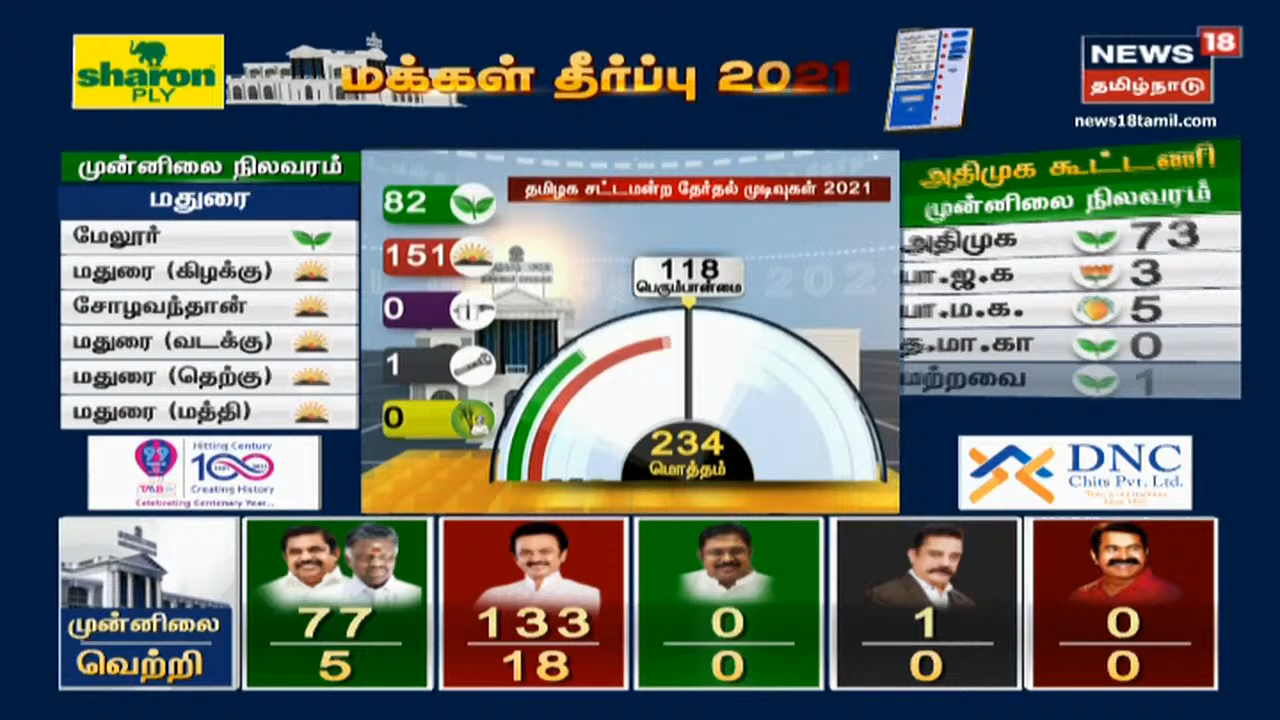 sharon
PLY
மக்கள் தீர்ப்பு 2021
NEWS 18
தமிழ்நாடு
news18tamil.com
முன்னிலை நிலவரம்
மதுரை
மேலூர்
மதுரை (கிழக்கு)
சோழவந்தான்
மதுரை (வடக்கு)
மதுரை (தெற்கு)
மதுரை (மத்தி)
தமிழக சட்டமன்ற தேர்தல் முடிவுகள் 2021
82
151
0
1
0
118
பெரும்பான்மை
234
மொத்தம்
அதிமுக கூட்டணி
முன்னிலை நிலவரம்
அதிமுக 73
பா.ஜ.க 3
பா.ம.க. 5
த.மா.கா 0
மற்றவை 1
99
TMB
Hitting Century
100
Creating History
Celebrating Centenary Year...
DNC
Chits Pvt. Ltd.
முன்னிலை 77 133 0 1 0
வெற்றி 5 18 0 0 0